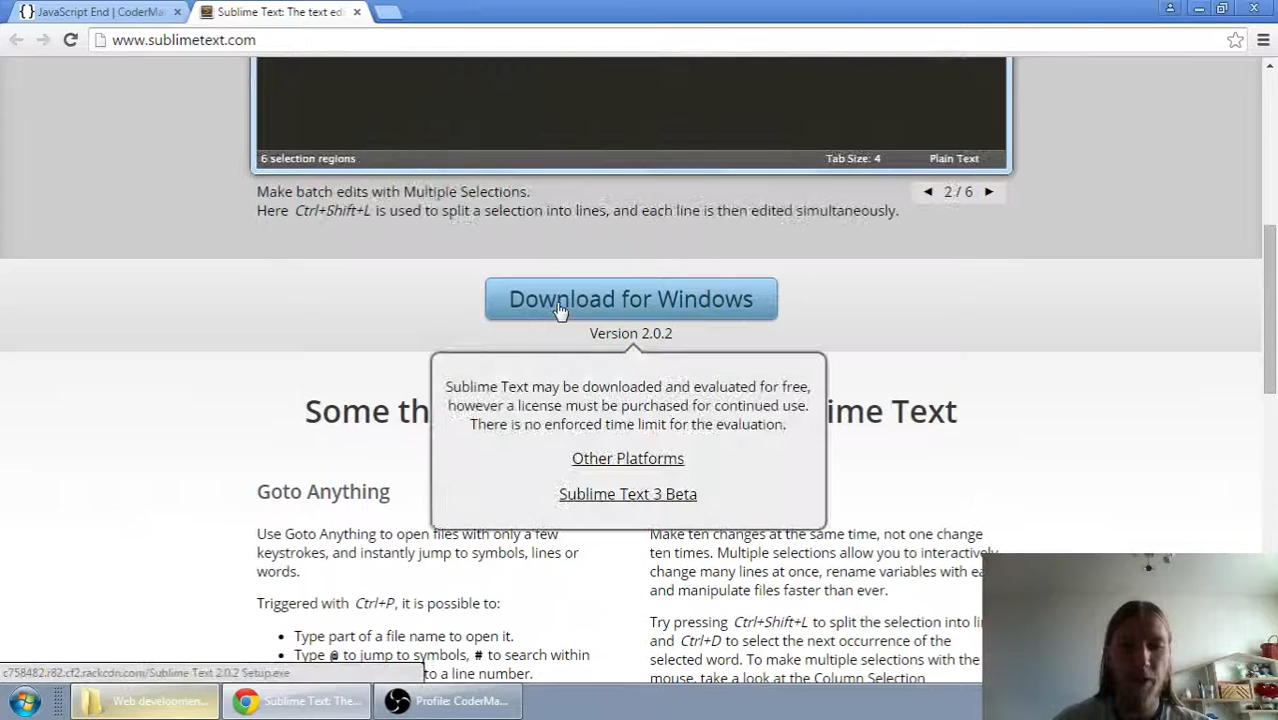 JavaScript End | CoderMa
Sublime Text: The text edi
www.sublimetext.com
6 selection regions
Tab Size: 4
Plain Text
Make batch edits with Multiple Selections.
Here Ctrl+Shift+L is used to split a selection into lines, and each line is then edited simultaneously.
◄ 2 / 6 ►
Download for Windows
Version 2.0.2
Sublime Text may be downloaded and evaluated for free,
however a license must be purchased for continued use.
There is no enforced time limit for the evaluation.
Other Platforms
Sublime Text 3 Beta
Some th
ime Text
Goto Anything
Use Goto Anything to open files with only a few
keystrokes, and instantly jump to symbols, lines or
words.
Triggered with Ctrl+P, it is possible to:
• Type part of a file name to open it.
• Type @ to jump to symbols, # to search within
to a line number.
Make ten changes at the same time, not one change
ten times. Multiple selections allow you to interactively
change many lines at once, rename variables with ea
and manipulate files faster than ever.
Try pressing Ctrl+Shift+L to split the selection into lin
and Ctrl+D to select the next occurrence of the
selected word. To make multiple selections with the
mouse, take a look at the Column Selection
c758482.r82.cf2.rackcdn.com/Sublime Text 2.0.2 Setup.exe
Web developmen...
Sublime Text: The...
Profile: CoderMa...